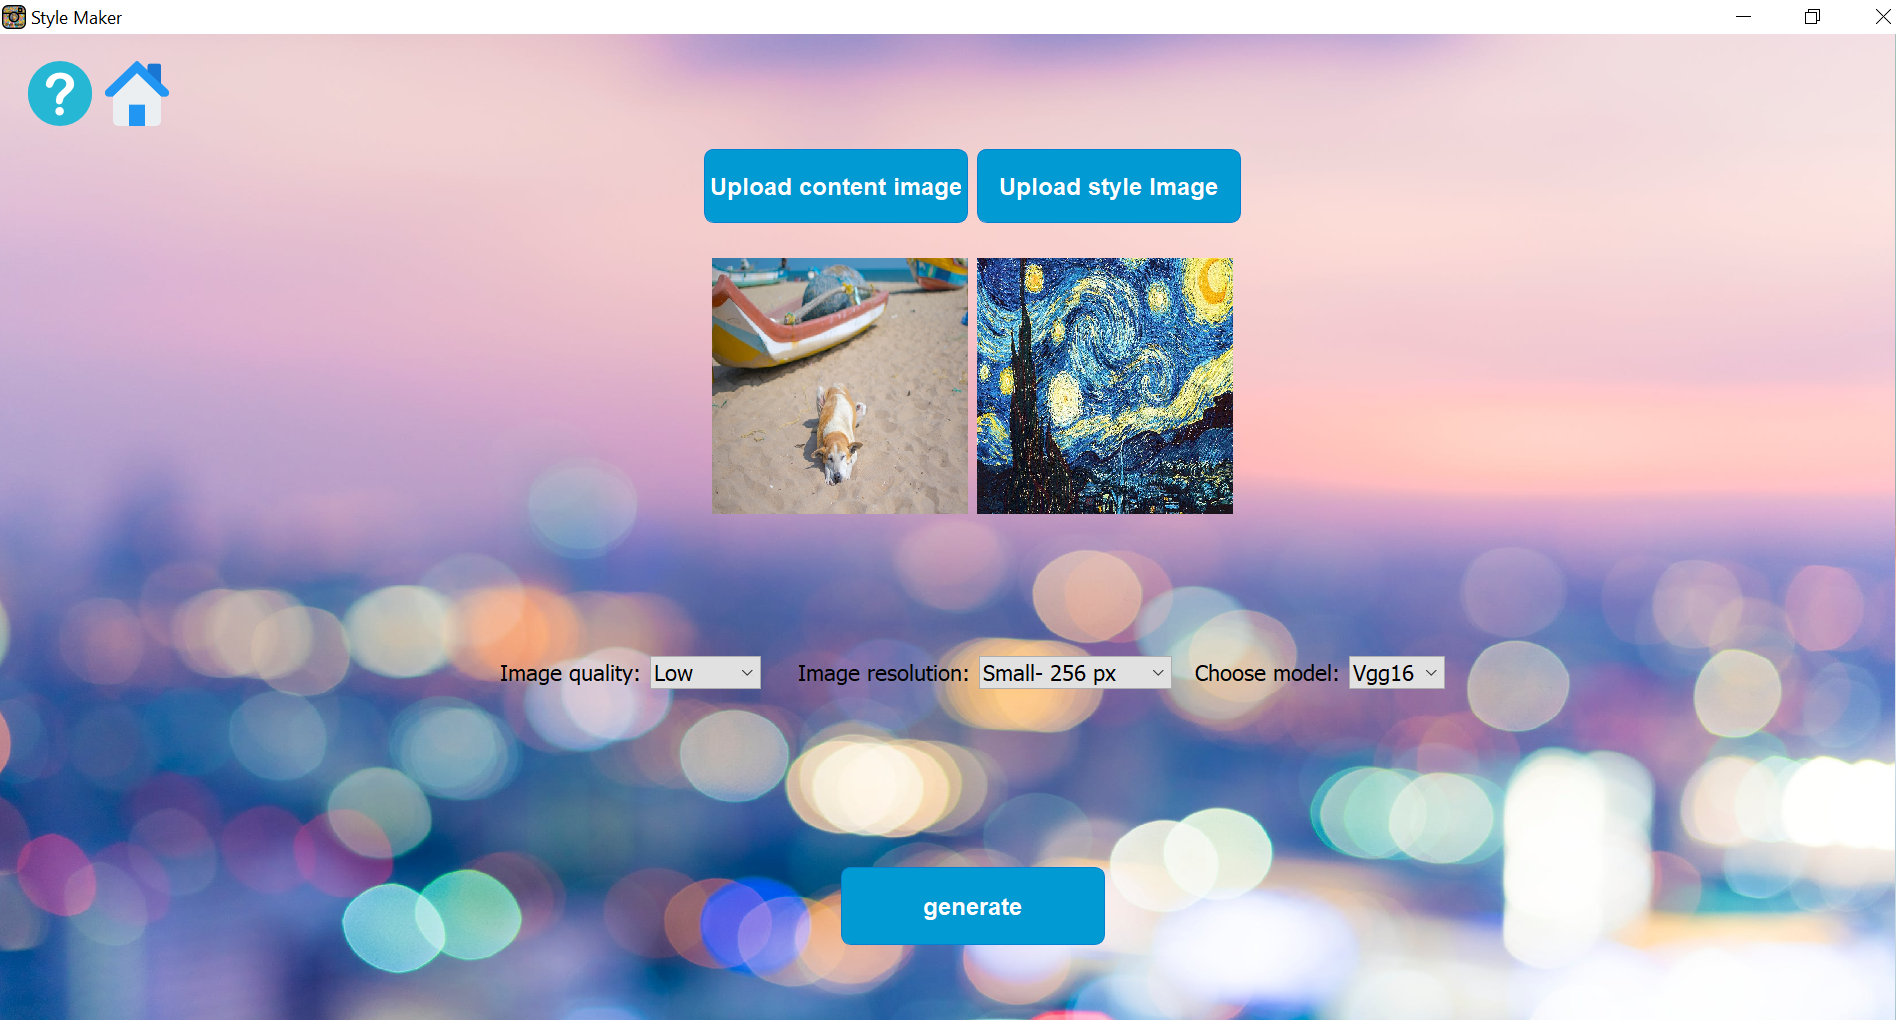 Style Maker
?
Upload content image
Upload style Image
Image quality: Low
Image resolution: Small- 256 px
Choose model: Vgg16
generate